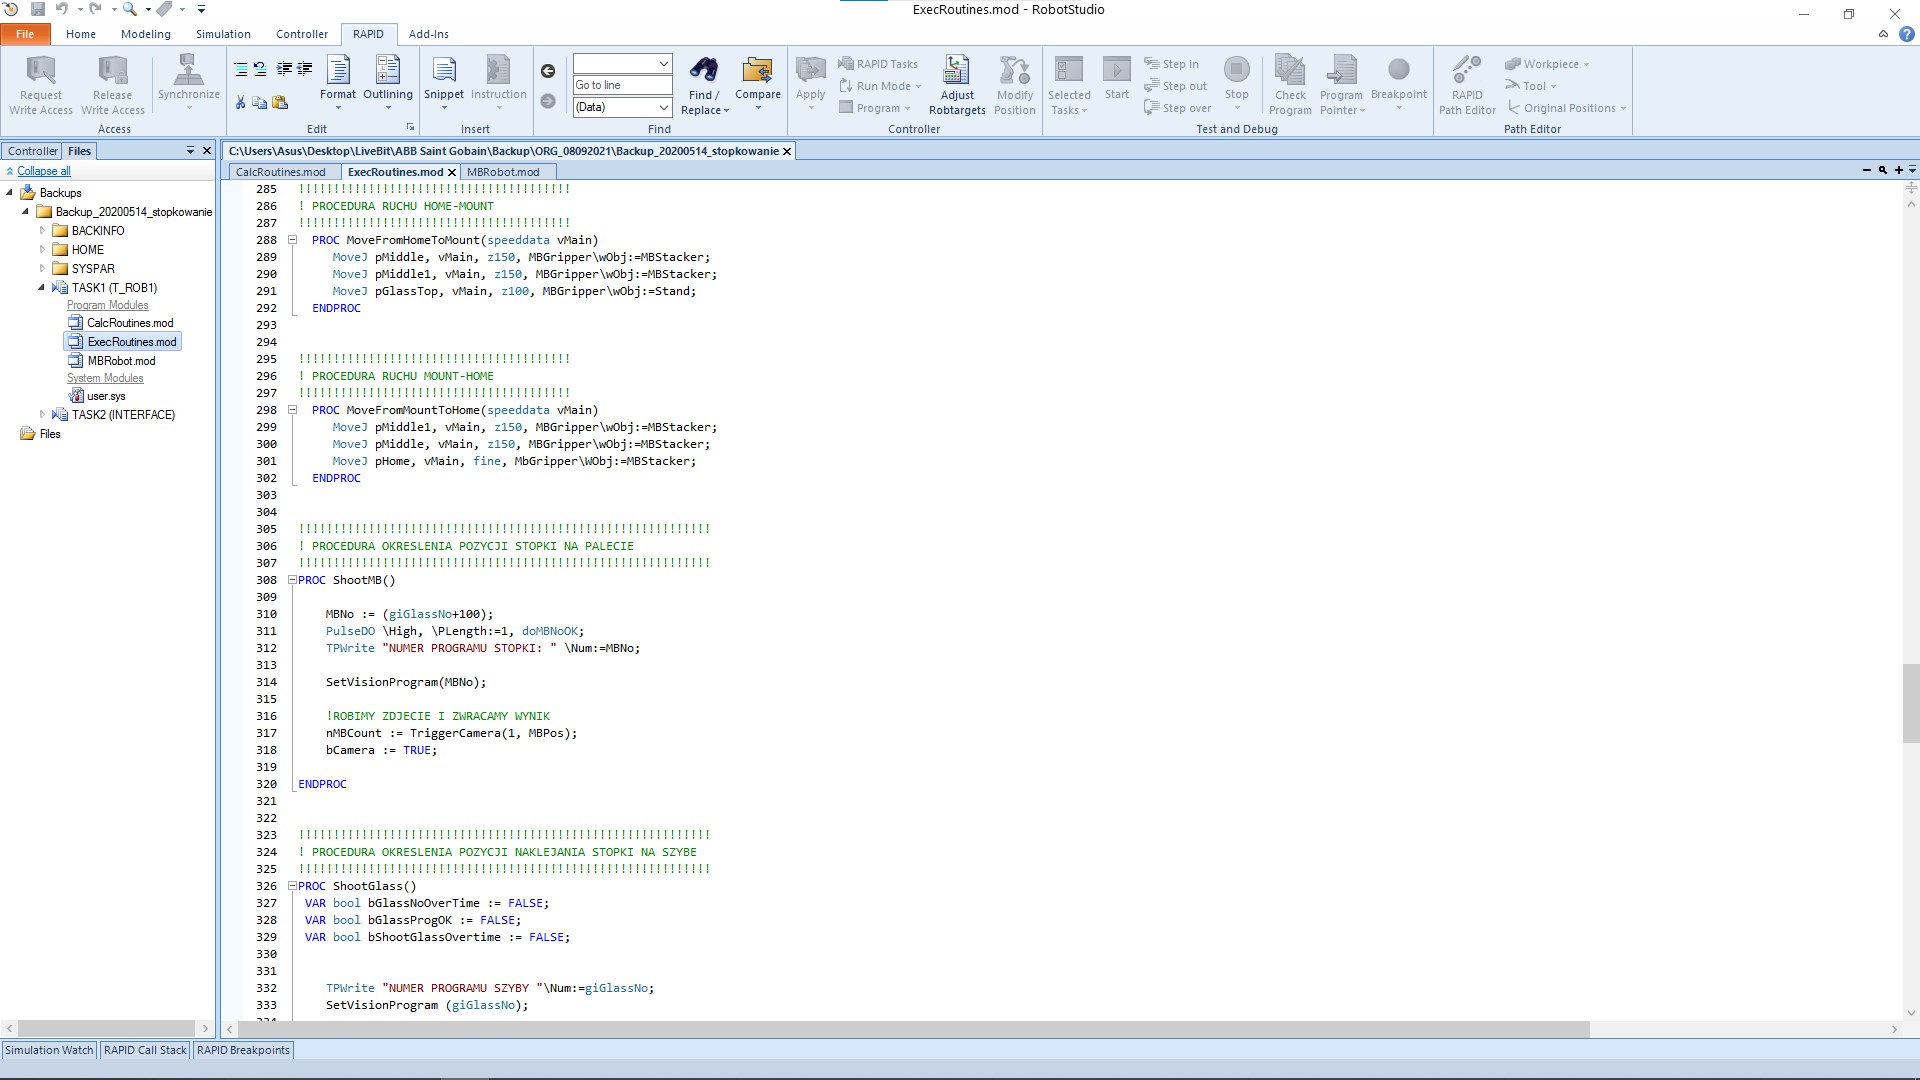 ExecRoutines.mod - RobotStudio
File Home Modeling Simulation Controller RAPID Add-Ins
Request Write Access
Release Write Access
Synchronize
Access
Format
Outlining
Edit
Snippet
Instruction
Insert
Go to line
(Data)
Find / Replace
Compare
Find
Apply
RAPID Tasks
Run Mode
Program
Adjust Robtargets
Modify Position
Controller
Selected Tasks
Start
Step in
Step out
Step over
Stop
Check Program
Program Pointer
Breakpoint
Test and Debug
RAPID Path Editor
Workpiece
Tool
Original Positions
Path Editor
Controller Files
Collapse all
Backups
Backup_20200514_stopkowanie
BACKINFO
HOME
SYSPAR
TASK1 (T_ROB1)
Program Modules
CalcRoutines.mod
ExecRoutines.mod
MBRobot.mod
System Modules
user.sys
TASK2 (INTERFACE)
Files
C:\Users\Asus\Desktop\LiveBit\ABB Saint Gobain\Backup\ORG_08092021\Backup_20200514_stopkowanie
CalcRoutines.mod ExecRoutines.mod MBRobot.mod
285 !!!!!!!!!!!!!!!!!!!!!!!!!!!!!!!!!!!!!!!
286 ! PROCEDURA RUCHU HOME-MOUNT
287 !!!!!!!!!!!!!!!!!!!!!!!!!!!!!!!!!!!!!!!
288 PROC MoveFromHomeToMount(speeddata vMain)
289 MoveJ pMiddle, vMain, z150, MBGripper\wObj:=MBStacker;
290 MoveJ pMiddle1, vMain, z150, MBGripper\wObj:=MBStacker;
291 MoveJ pGlassTop, vMain, z100, MBGripper\wObj:=Stand;
292 ENDPROC
293
294
295 !!!!!!!!!!!!!!!!!!!!!!!!!!!!!!!!!!!!!!!
296 ! PROCEDURA RUCHU MOUNT-HOME
297 !!!!!!!!!!!!!!!!!!!!!!!!!!!!!!!!!!!!!!!
298 PROC MoveFromMountToHome(speeddata vMain)
299 MoveJ pMiddle1, vMain, z150, MBGripper\wObj:=MBStacker;
300 MoveJ pMiddle, vMain, z150, MBGripper\wObj:=MBStacker;
301 MoveJ pHome, vMain, fine, MbGripper\WObj:=MBStacker;
302 ENDPROC
303
304
305 !!!!!!!!!!!!!!!!!!!!!!!!!!!!!!!!!!!!!!!!!!!!!!!!!!!!!!!!!!!
306 ! PROCEDURA OKRESLENIA POZYCJI STOPKI NA PALECIE
307 !!!!!!!!!!!!!!!!!!!!!!!!!!!!!!!!!!!!!!!!!!!!!!!!!!!!!!!!!!!
308 PROC ShootMB()
309
310 MBNo := (giGlassNo+100);
311 PulseDO \High, \PLength:=1, doMBNoOK;
312 TPWrite "NUMER PROGRAMU STOPKI: " \Num:=MBNo;
313
314 SetVisionProgram(MBNo);
315
316 !ROBIMY ZDJECIE I ZWRACAMY WYNIK
317 nMBCount := TriggerCamera(1, MBPos);
318 bCamera := TRUE;
319
320 ENDPROC
321
322
323 !!!!!!!!!!!!!!!!!!!!!!!!!!!!!!!!!!!!!!!!!!!!!!!!!!!!!!!!!!!
324 ! PROCEDURA OKRESLENIA POZYCJI NAKLEJANIA STOPKI NA SZYBE
325 !!!!!!!!!!!!!!!!!!!!!!!!!!!!!!!!!!!!!!!!!!!!!!!!!!!!!!!!!!!
326 PROC ShootGlass()
327 VAR bool bGlassNoOverTime := FALSE;
328 VAR bool bGlassProgOK := FALSE;
329 VAR bool bShootGlassOvertime := FALSE;
330
331
332 TPWrite "NUMER PROGRAMU SZYBY "\Num:=giGlassNo;
333 SetVisionProgram (giGlassNo);
Simulation Watch RAPID Call Stack RAPID Breakpoints